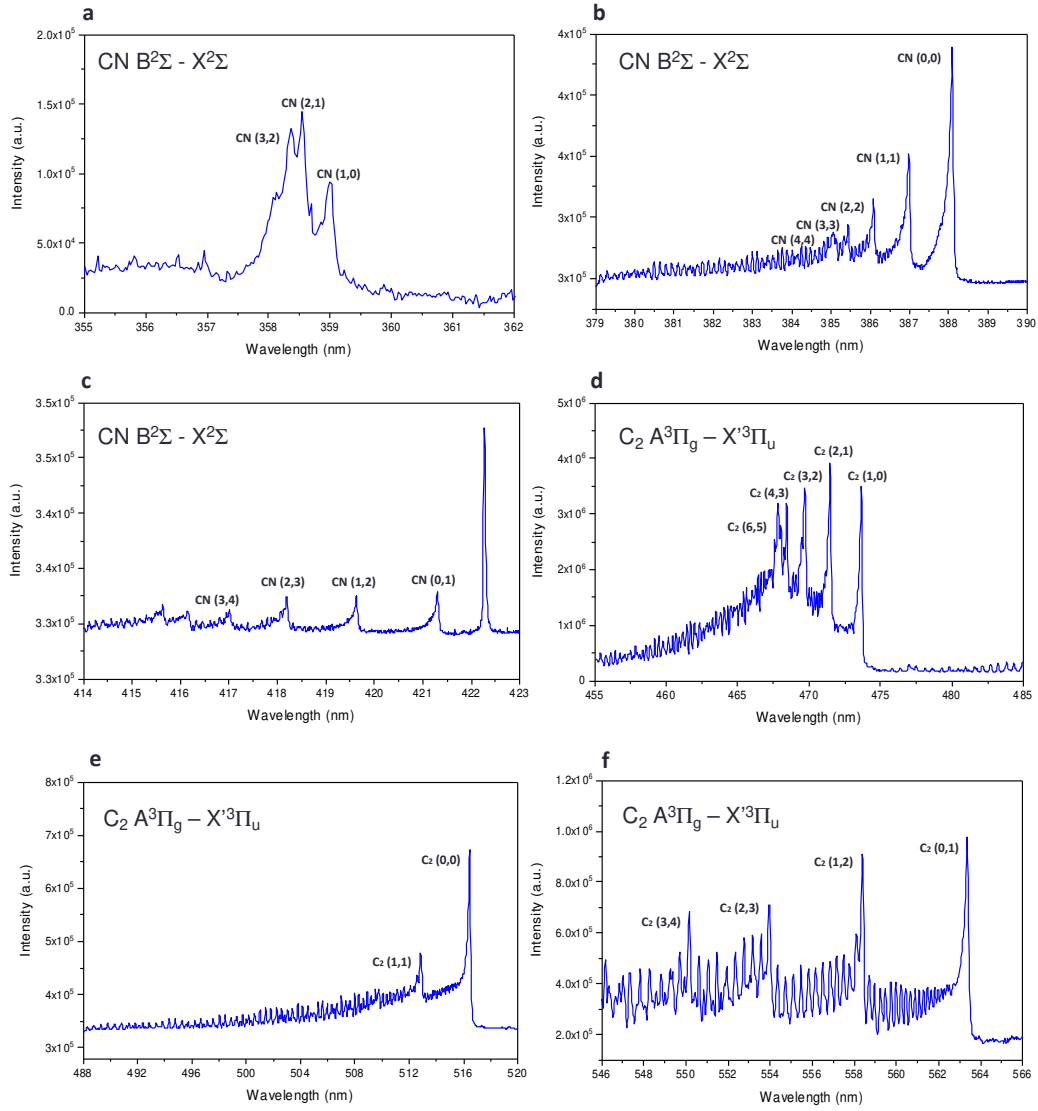 a
CN B²Σ - X²Σ
2.0x10⁵
1.5x10⁵
1.0x10⁵
5.0x10⁴
0.0
Intensity (a.u.)
CN (3,2)
CN (2,1)
CN (1,0)
355 356 357 358 359 360 361 362
Wavelength (nm)
b
CN B²Σ - X²Σ
4x10⁵
4x10⁵
4x10⁵
3x10⁵
3x10⁵
Intensity (a.u.)
CN (4,4)
CN (3,3)
CN (2,2)
CN (1,1)
CN (0,0)
379 380 381 382 383 384 385 386 387 388 389 390
Wavelength (nm)
c
CN B²Σ - X²Σ
3.5x10⁵
3.5x10⁵
3.4x10⁵
3.4x10⁵
3.3x10⁵
3.3x10⁵
Intensity (a.u.)
CN (3,4)
CN (2,3)
CN (1,2)
CN (0,1)
414 415 416 417 418 419 420 421 422 423
Wavelength (nm)
d
C₂ A³Πg – X'³Πu
5x10⁶
4x10⁶
3x10⁶
2x10⁶
1x10⁶
0
Intensity (a.u.)
C₂ (6,5)
C₂ (4,3)
C₂ (3,2)
C₂ (2,1)
C₂ (1,0)
455 460 465 470 475 480 485
Wavelength (nm)
e
C₂ A³Πg – X'³Πu
8x10⁵
7x10⁵
6x10⁵
5x10⁵
4x10⁵
3x10⁵
Intensity (a.u.)
C₂ (1,1)
C₂ (0,0)
488 492 496 500 504 508 512 516 520
Wavelength (nm)
f
C₂ A³Πg – X'³Πu
1.2x10⁶
1.0x10⁶
8.0x10⁵
6.0x10⁵
4.0x10⁵
2.0x10⁵
Intensity (a.u.)
C₂ (3,4)
C₂ (2,3)
C₂ (1,2)
C₂ (0,1)
546 548 550 552 554 556 558 560 562 564 566
Wavelength (nm)